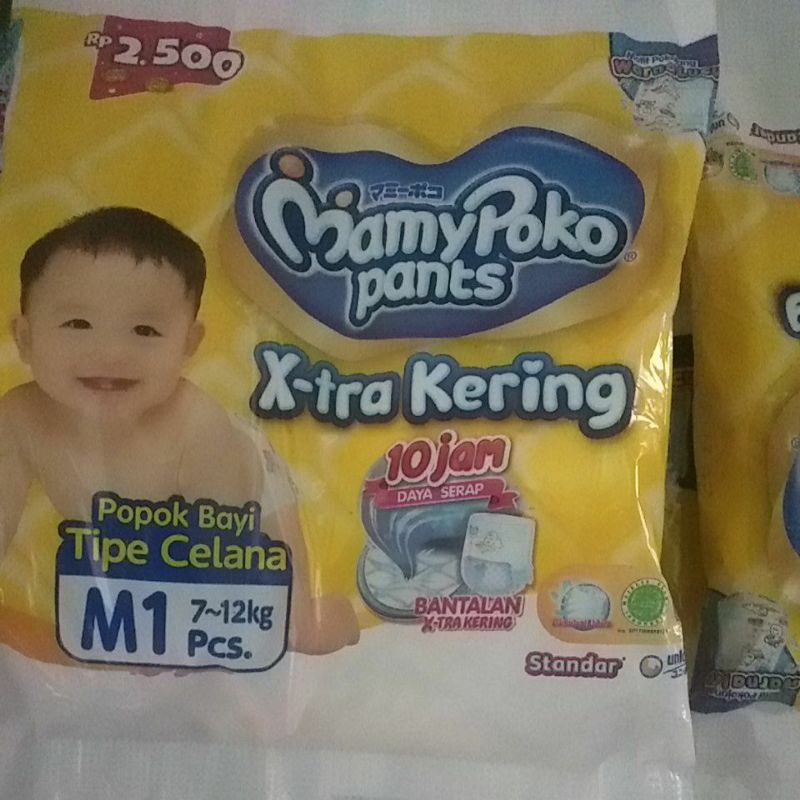 Rp 2.500
マミーポコ
MamyPoko
pants
X-tra Kering
10 jam
DAYA SERAP
BANTALAN
X-TRA KERING
Popok Bayi
Tipe Celana
M1 7~12kg
Pcs.
Standar